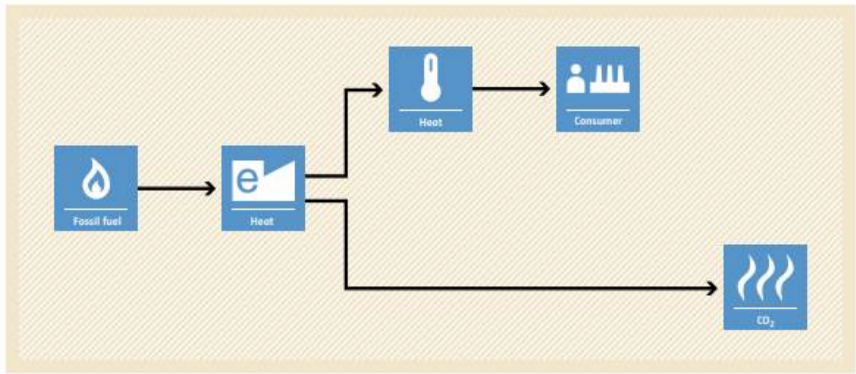 Heat
Consumer
Fossil fuel
e
Heat
CO₂